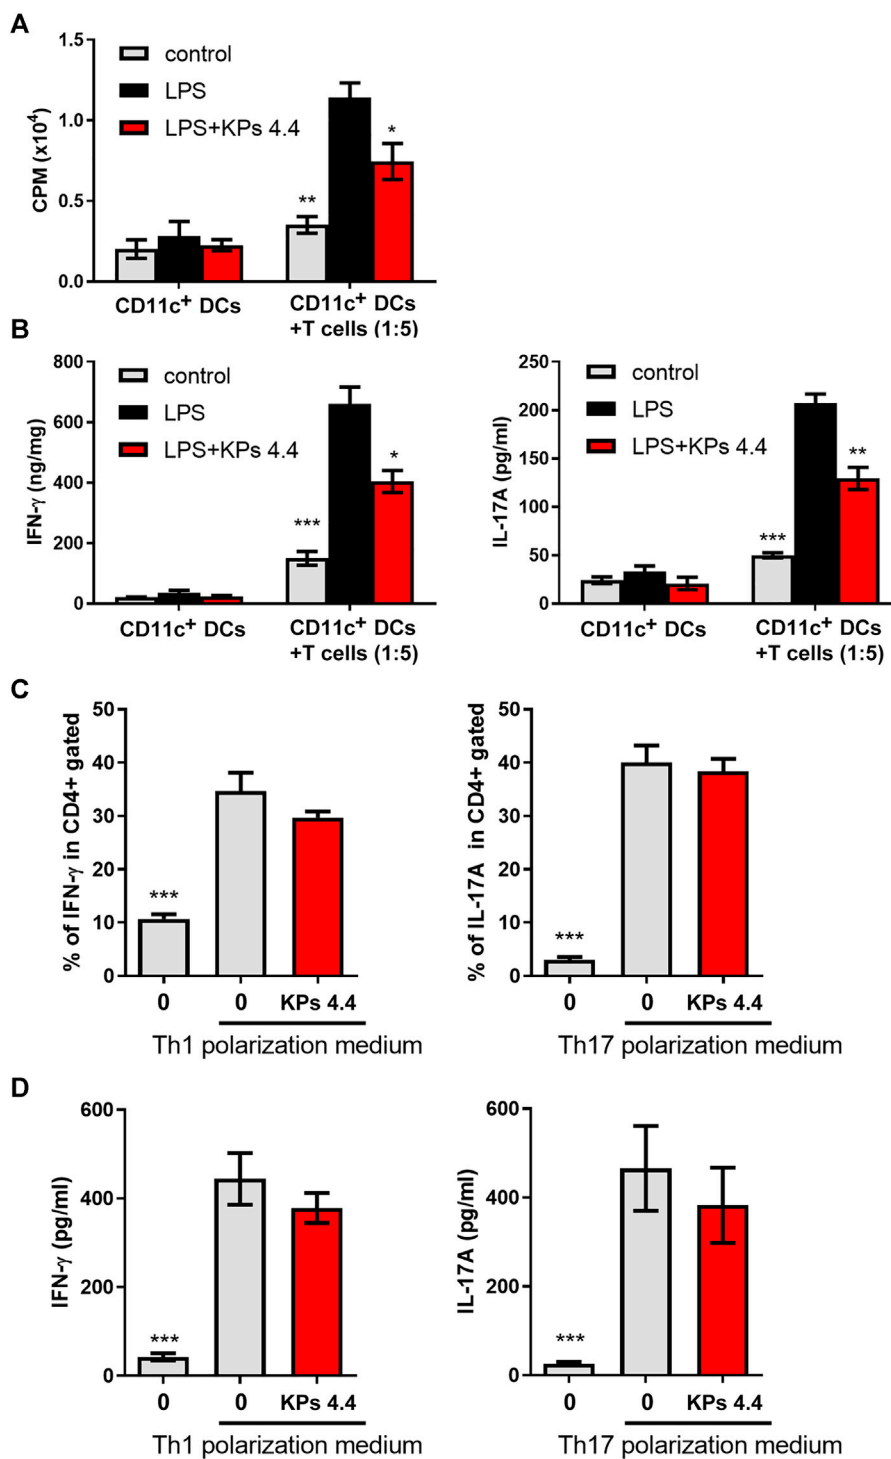 A
1.5
control
LPS
1.0
LPS+KPs 4.4
*
CPM (x10⁴)
**
0.5
0.0
CD11c⁺ DCs
CD11c⁺ DCs
+T cells (1:5)
B
800
control
LPS
600
LPS+KPs 4.4
*
IFN-γ (ng/mg)
400
***
200
0
CD11c⁺ DCs
CD11c⁺ DCs
+T cells (1:5)
250
control
200
LPS
LPS+KPs 4.4
**
150
IL-17A (pg/ml)
100
***
50
0
CD11c⁺ DCs
CD11c⁺ DCs
+T cells (1:5)
C
50
40
30
% of IFN-γ in CD4+ gated
20
***
10
0
0 0 KPs 4.4
Th1 polarization medium
50
40
30
% of IL-17A in CD4+ gated
20
10
***
0
0 0 KPs 4.4
Th17 polarization medium
D
600
400
IFN-γ (pg/ml)
200
***
0
0 0 KPs 4.4
Th1 polarization medium
600
400
IL-17A (pg/ml)
200
***
0
0 0 KPs 4.4
Th17 polarization medium